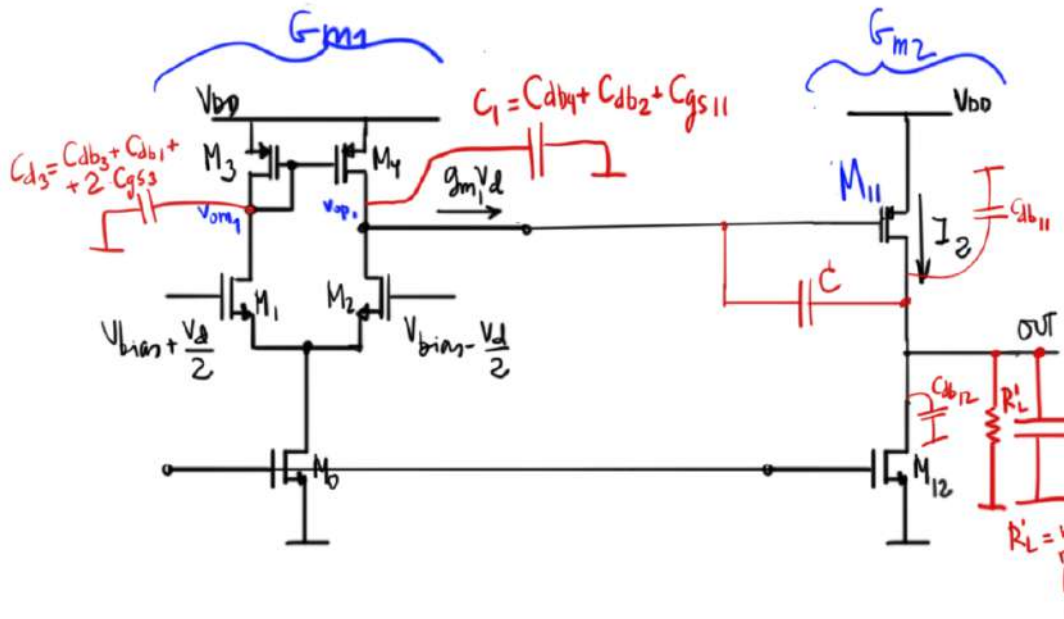 Gm1
Gm2
VDD
C1 = Cdb4 + Cdb2 + Cgs11
VDD
Cd3 = Cdb3 + Cdb1 +
+ 2 Cgs3
M3
M4
gm1vd
M11
Cdb11
vom1
vop1
I2
C
M1
M2
OUT
Vbias + vd/2
Vbias - vd/2
Cdb12
R'L
M0
M12
R'L =